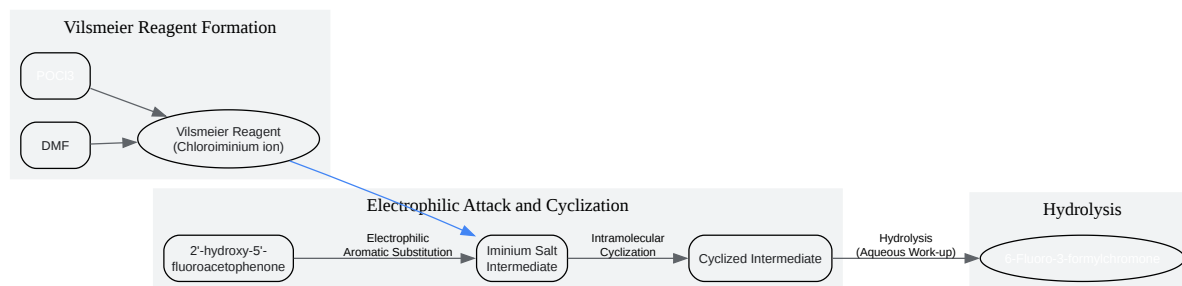 Vilsmeier Reagent Formation
POCl3
DMF
Vilsmeier Reagent
(Chloroiminium ion)
Electrophilic Attack and Cyclization
2'-hydroxy-5'-
fluoroacetophenone
Electrophilic
Aromatic Substitution
Iminium Salt
Intermediate
Intramolecular
Cyclization
Cyclized Intermediate
Hydrolysis
(Aqueous Work-up)
Hydrolysis
6-Fluoro-3-formylchromone